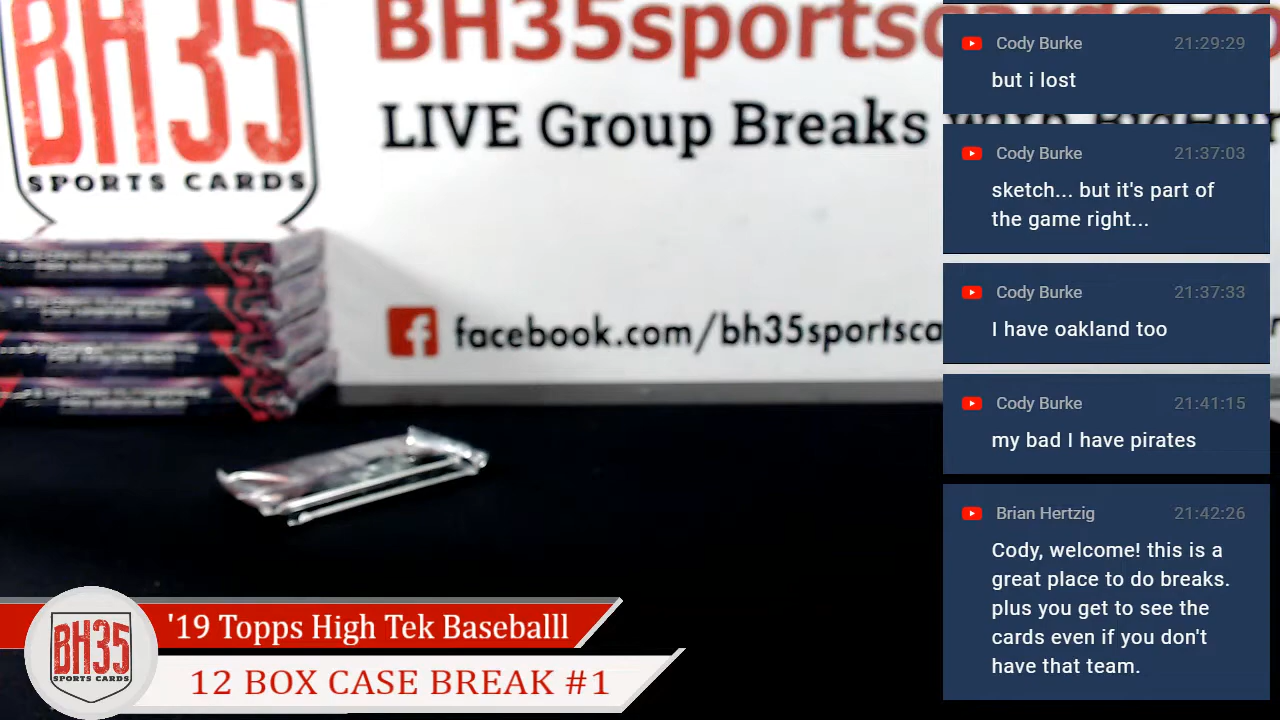 BH35
SPORTS CARDS
BH35sportscards.co
LIVE Group Breaks
facebook.com/bh35sportsca
Cody Burke 21:29:29
but i lost
Cody Burke 21:37:03
sketch... but it's part of
the game right...
Cody Burke 21:37:33
I have oakland too
Cody Burke 21:41:15
my bad I have pirates
Brian Hertzig 21:42:26
Cody, welcome! this is a
great place to do breaks.
plus you get to see the
cards even if you don't
have that team.
BH35
SPORTS CARDS
'19 Topps High Tek Baseballl
12 BOX CASE BREAK #1